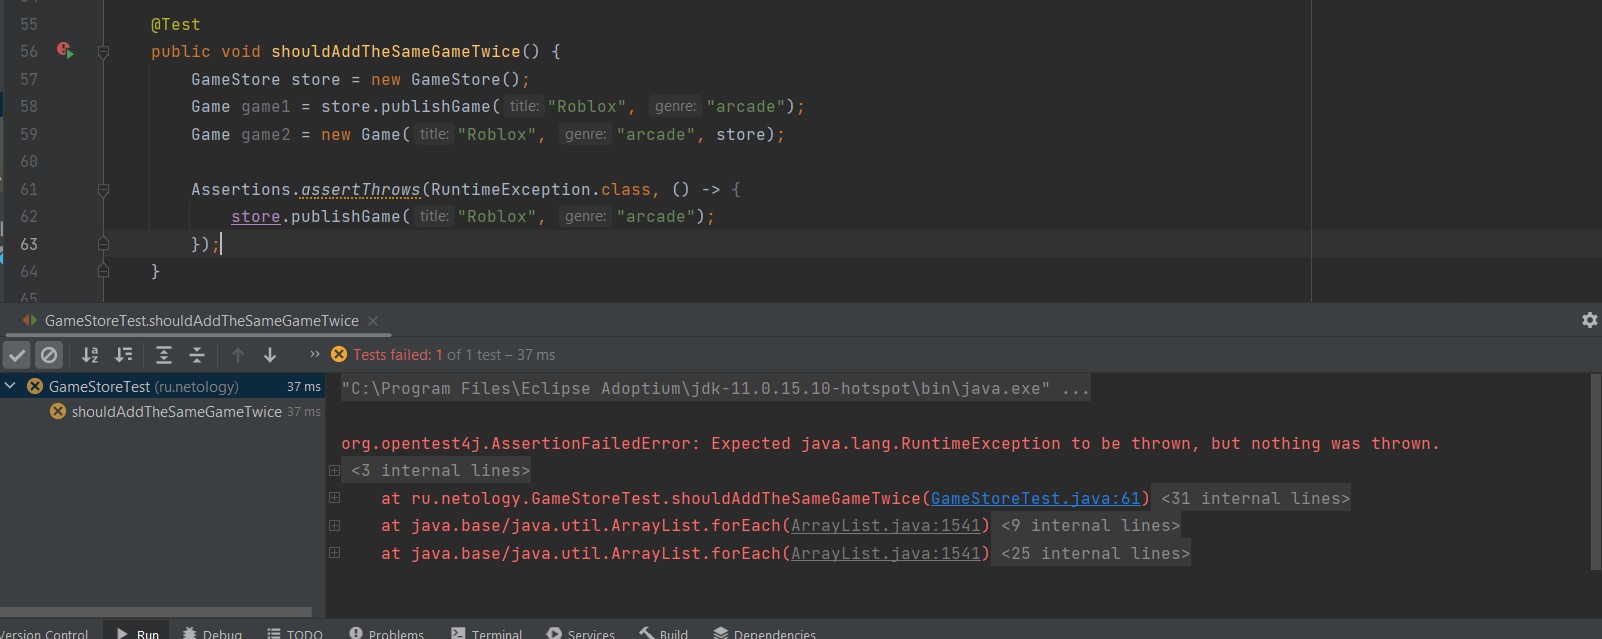 55 @Test
56 public void shouldAddTheSameGameTwice() {
57 GameStore store = new GameStore();
58 Game game1 = store.publishGame( title: "Roblox", genre: "arcade");
59 Game game2 = new Game( title: "Roblox", genre: "arcade", store);
60
61 Assertions.assertThrows(RuntimeException.class, () -> {
62 store.publishGame( title: "Roblox", genre: "arcade");
63 });
64 }
65
GameStoreTest.shouldAddTheSameGameTwice
Tests failed: 1 of 1 test – 37 ms
GameStoreTest (ru.netology) 37 ms
shouldAddTheSameGameTwice 37 ms
"C:\Program Files\Eclipse Adoptium\jdk-11.0.15.10-hotspot\bin\java.exe" ...
org.opentest4j.AssertionFailedError: Expected java.lang.RuntimeException to be thrown, but nothing was thrown.
<3 internal lines>
at ru.netology.GameStoreTest.shouldAddTheSameGameTwice(GameStoreTest.java:61) <31 internal lines>
at java.base/java.util.ArrayList.forEach(ArrayList.java:1541) <9 internal lines>
at java.base/java.util.ArrayList.forEach(ArrayList.java:1541) <25 internal lines>
Version Control Run Debug TODO Problems Terminal Services Build Dependencies